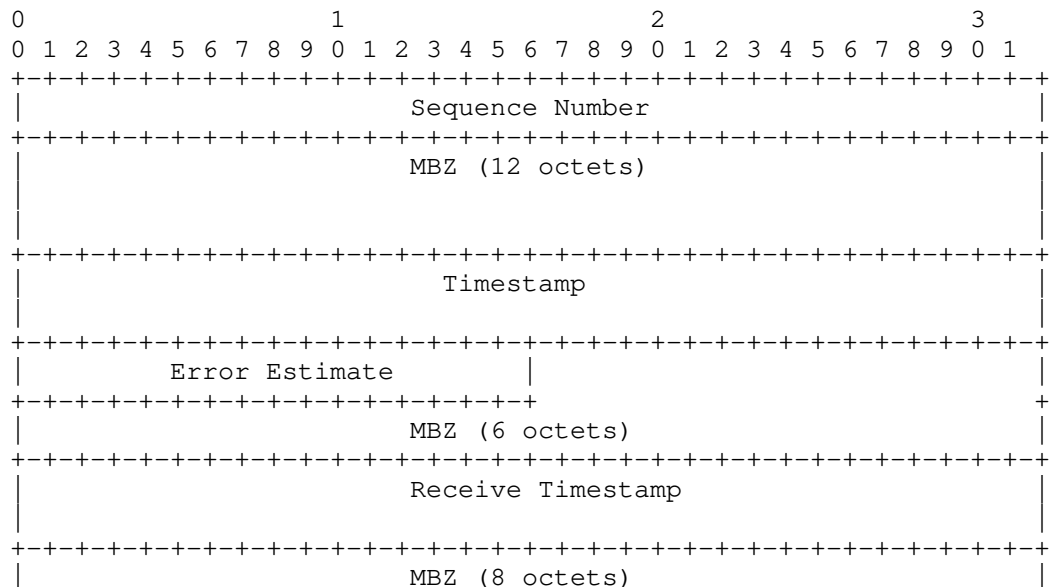 0                   1                   2                   3
0 1 2 3 4 5 6 7 8 9 0 1 2 3 4 5 6 7 8 9 0 1 2 3 4 5 6 7 8 9 0 1
+-+-+-+-+-+-+-+-+-+-+-+-+-+-+-+-+-+-+-+-+-+-+-+-+-+-+-+-+-+-+-+-+
|                        Sequence Number                        |
+-+-+-+-+-+-+-+-+-+-+-+-+-+-+-+-+-+-+-+-+-+-+-+-+-+-+-+-+-+-+-+-+
|                        MBZ (12 octets)                        |
|                                                               |
|                                                               |
+-+-+-+-+-+-+-+-+-+-+-+-+-+-+-+-+-+-+-+-+-+-+-+-+-+-+-+-+-+-+-+-+
|                          Timestamp                            |
|                                                               |
+-+-+-+-+-+-+-+-+-+-+-+-+-+-+-+-+-+-+-+-+-+-+-+-+-+-+-+-+-+-+-+-+
|         Error Estimate        |                               |
+-+-+-+-+-+-+-+-+-+-+-+-+-+-+-+-+                               +
|                        MBZ (6 octets)                         |
+-+-+-+-+-+-+-+-+-+-+-+-+-+-+-+-+-+-+-+-+-+-+-+-+-+-+-+-+-+-+-+-+
|                        Receive Timestamp                      |
|                                                               |
+-+-+-+-+-+-+-+-+-+-+-+-+-+-+-+-+-+-+-+-+-+-+-+-+-+-+-+-+-+-+-+-+
|                        MBZ (8 octets)                         |